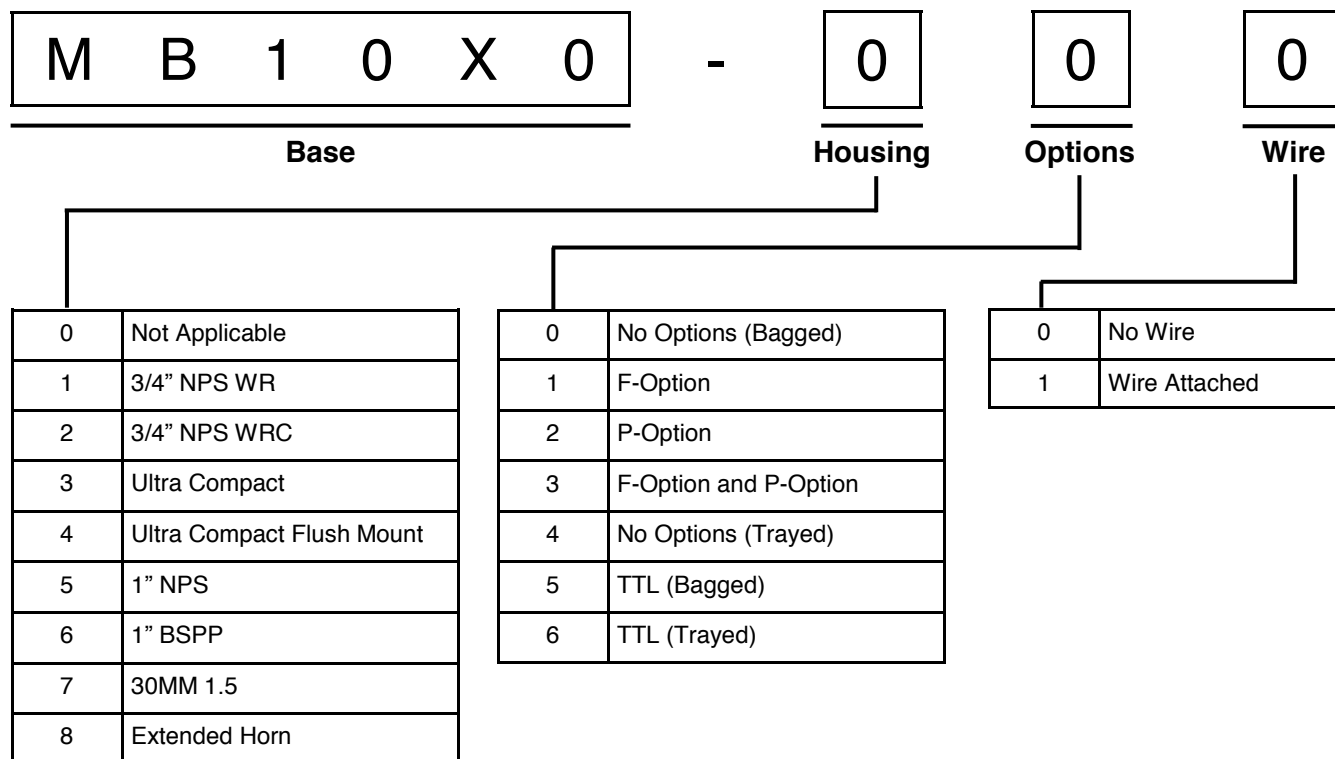 M B 1 0 X 0 - 0 0 0
Base Housing Options Wire
0 Not Applicable
1 3/4” NPS WR
2 3/4” NPS WRC
3 Ultra Compact
4 Ultra Compact Flush Mount
5 1” NPS
6 1” BSPP
7 30MM 1.5
8 Extended Horn
0 No Options (Bagged)
1 F-Option
2 P-Option
3 F-Option and P-Option
4 No Options (Trayed)
5 TTL (Bagged)
6 TTL (Trayed)
0 No Wire
1 Wire Attached